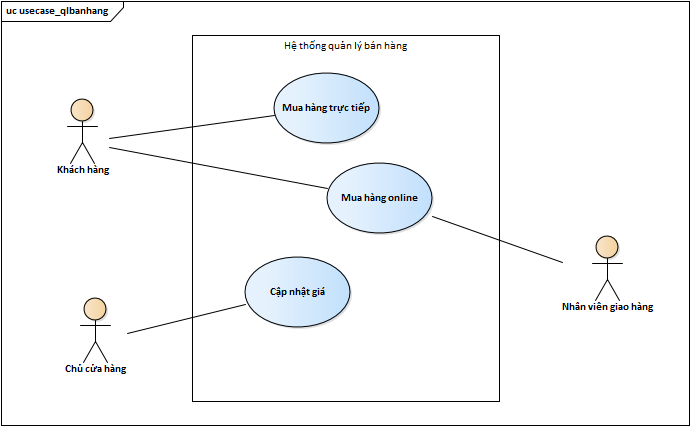 uc usecase_qlbanhang
Hệ thống quản lý bán hàng
Mua hàng trực tiếp
Khách hàng
Mua hàng online
Nhân viên giao hàng
Cập nhật giá
Chủ cửa hàng